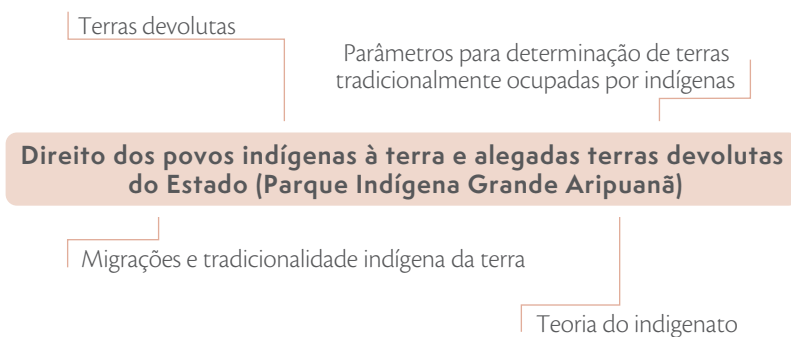 Terras devolutas
Parâmetros para determinação de terras
tradicionalmente ocupadas por indígenas
Direito dos povos indígenas à terra e alegadas terras devolutas
do Estado (Parque Indígena Grande Aripuanã)
Migrações e tradicionalidade indígena da terra
Teoria do indigenato